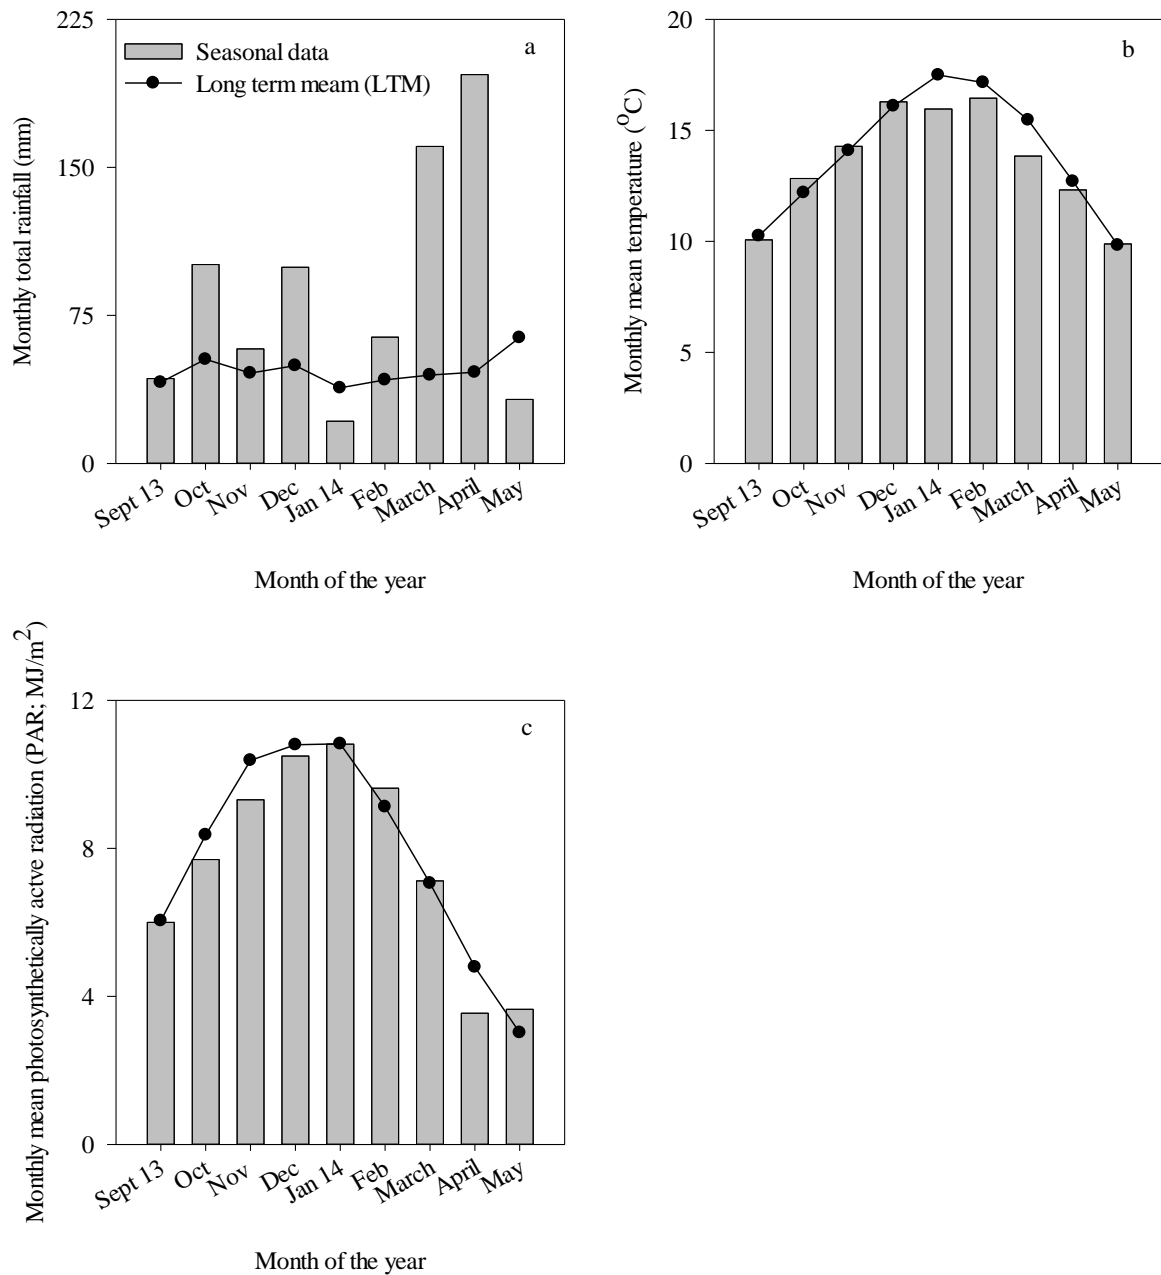 Monthly total rainfall (mm)
225
150
75
0
Seasonal data
Long term meam (LTM)
a
Sept 13
Oct
Nov
Dec
Jan 14
Feb
March
April
May
Month of the year
Monthly mean temperature (ᴼC)
20
15
10
5
0
b
Sept 13
Oct
Nov
Dec
Jan 14
Feb
March
April
May
Month of the year
Monthly mean photosynthetically actve radiation (PAR; MJ/m²)
12
8
4
0
c
Sept 13
Oct
Nov
Dec
Jan 14
Feb
March
April
May
Month of the year